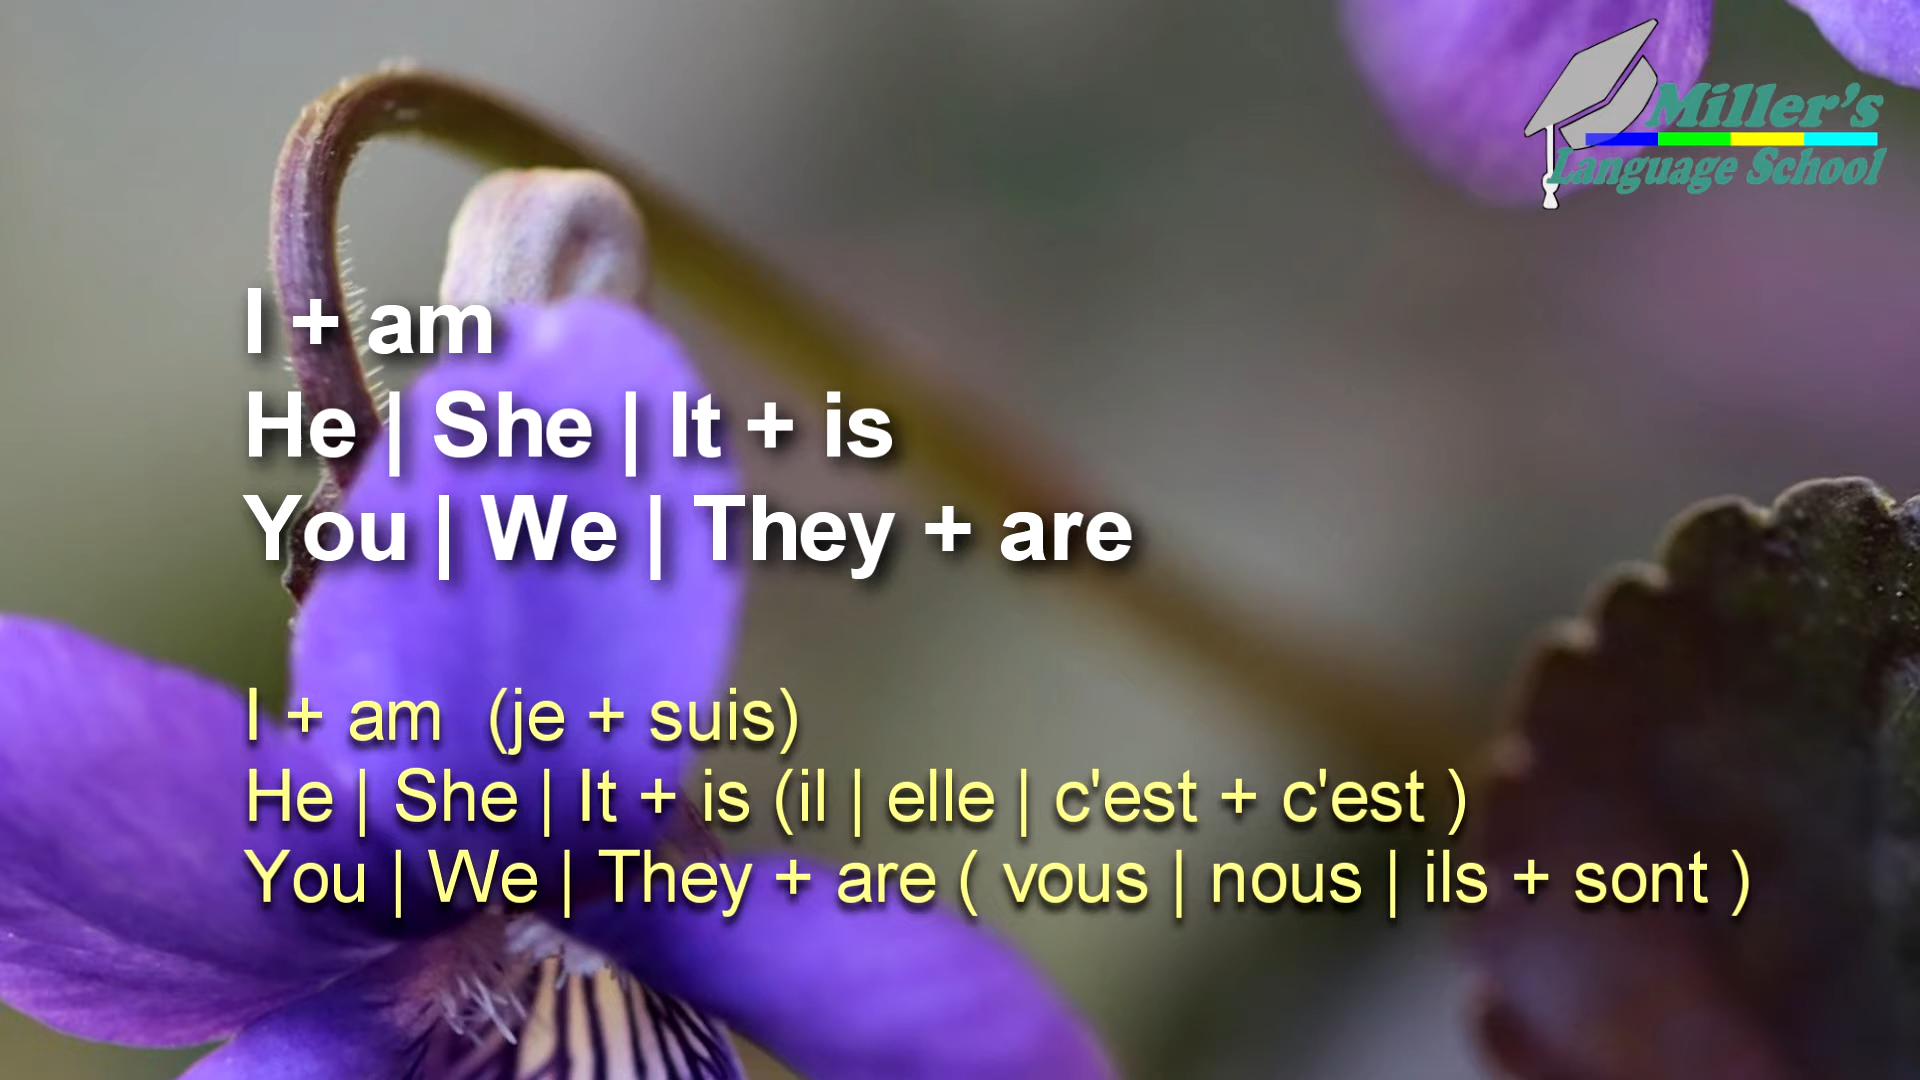 Miller's
Language School
I + am
He | She | It + is
You | We | They + are
I + am (je + suis)
He | She | It + is (il | elle | c'est + c'est )
You | We | They + are ( vous | nous | ils + sont )